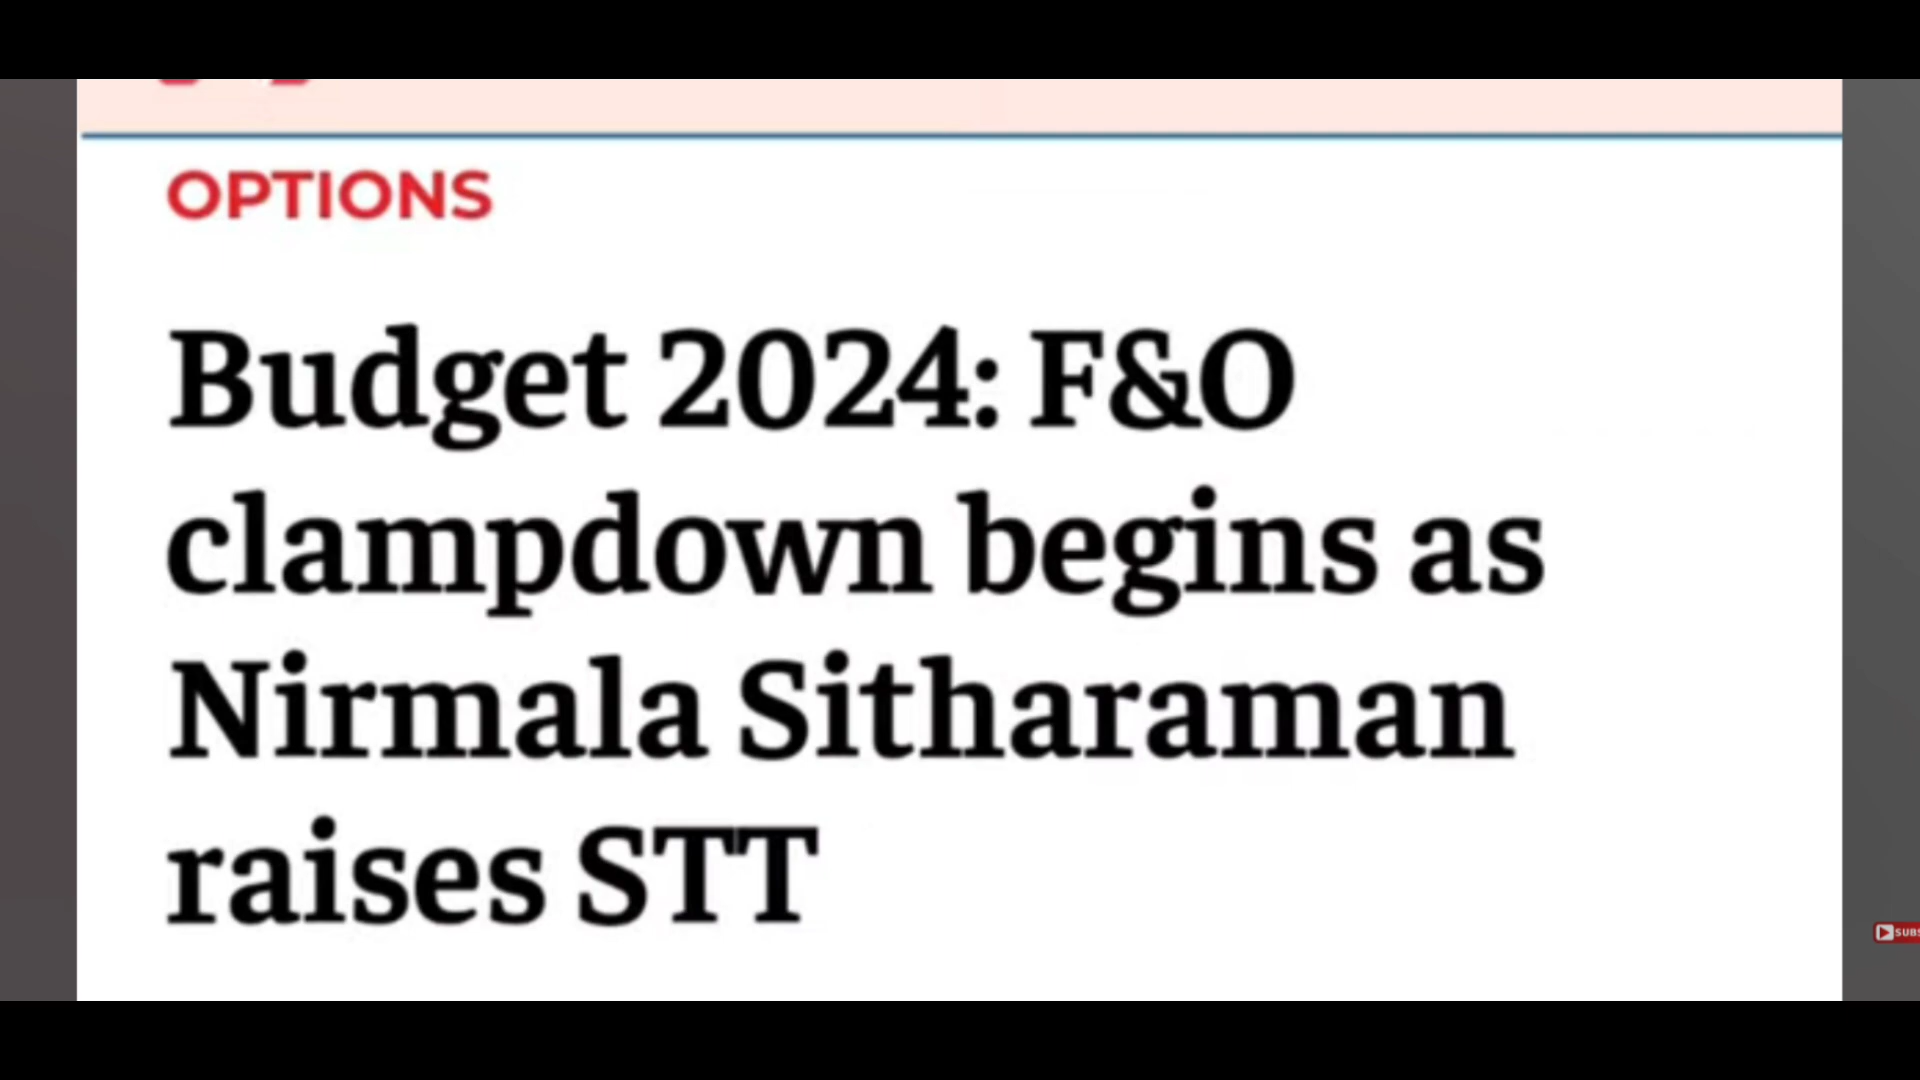 OPTIONS
Budget 2024: F&O
clampdown begins as
Nirmala Sitharaman
raises STT